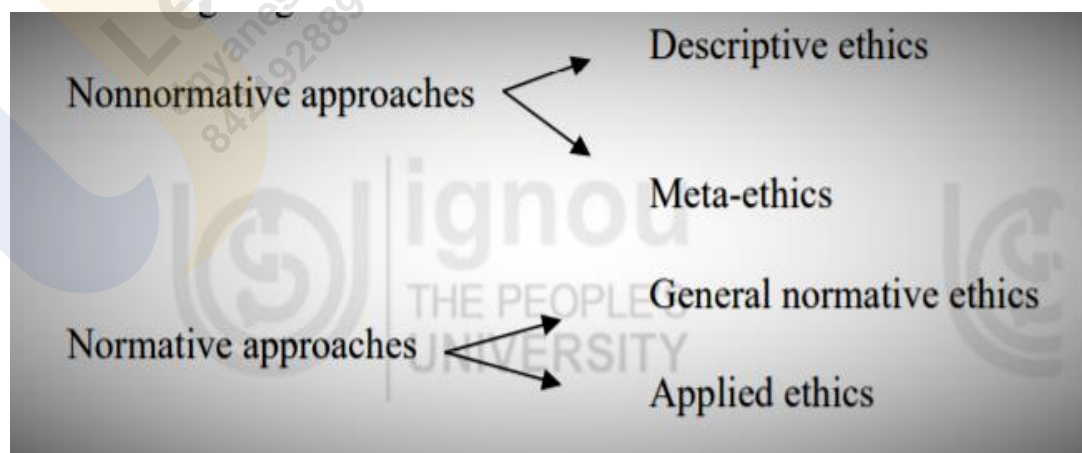 Descriptive ethics
Nonnormative approaches
Meta-ethics
ignou
THE PEOPLE'S
UNIVERSITY
General normative ethics
Normative approaches
Applied ethics